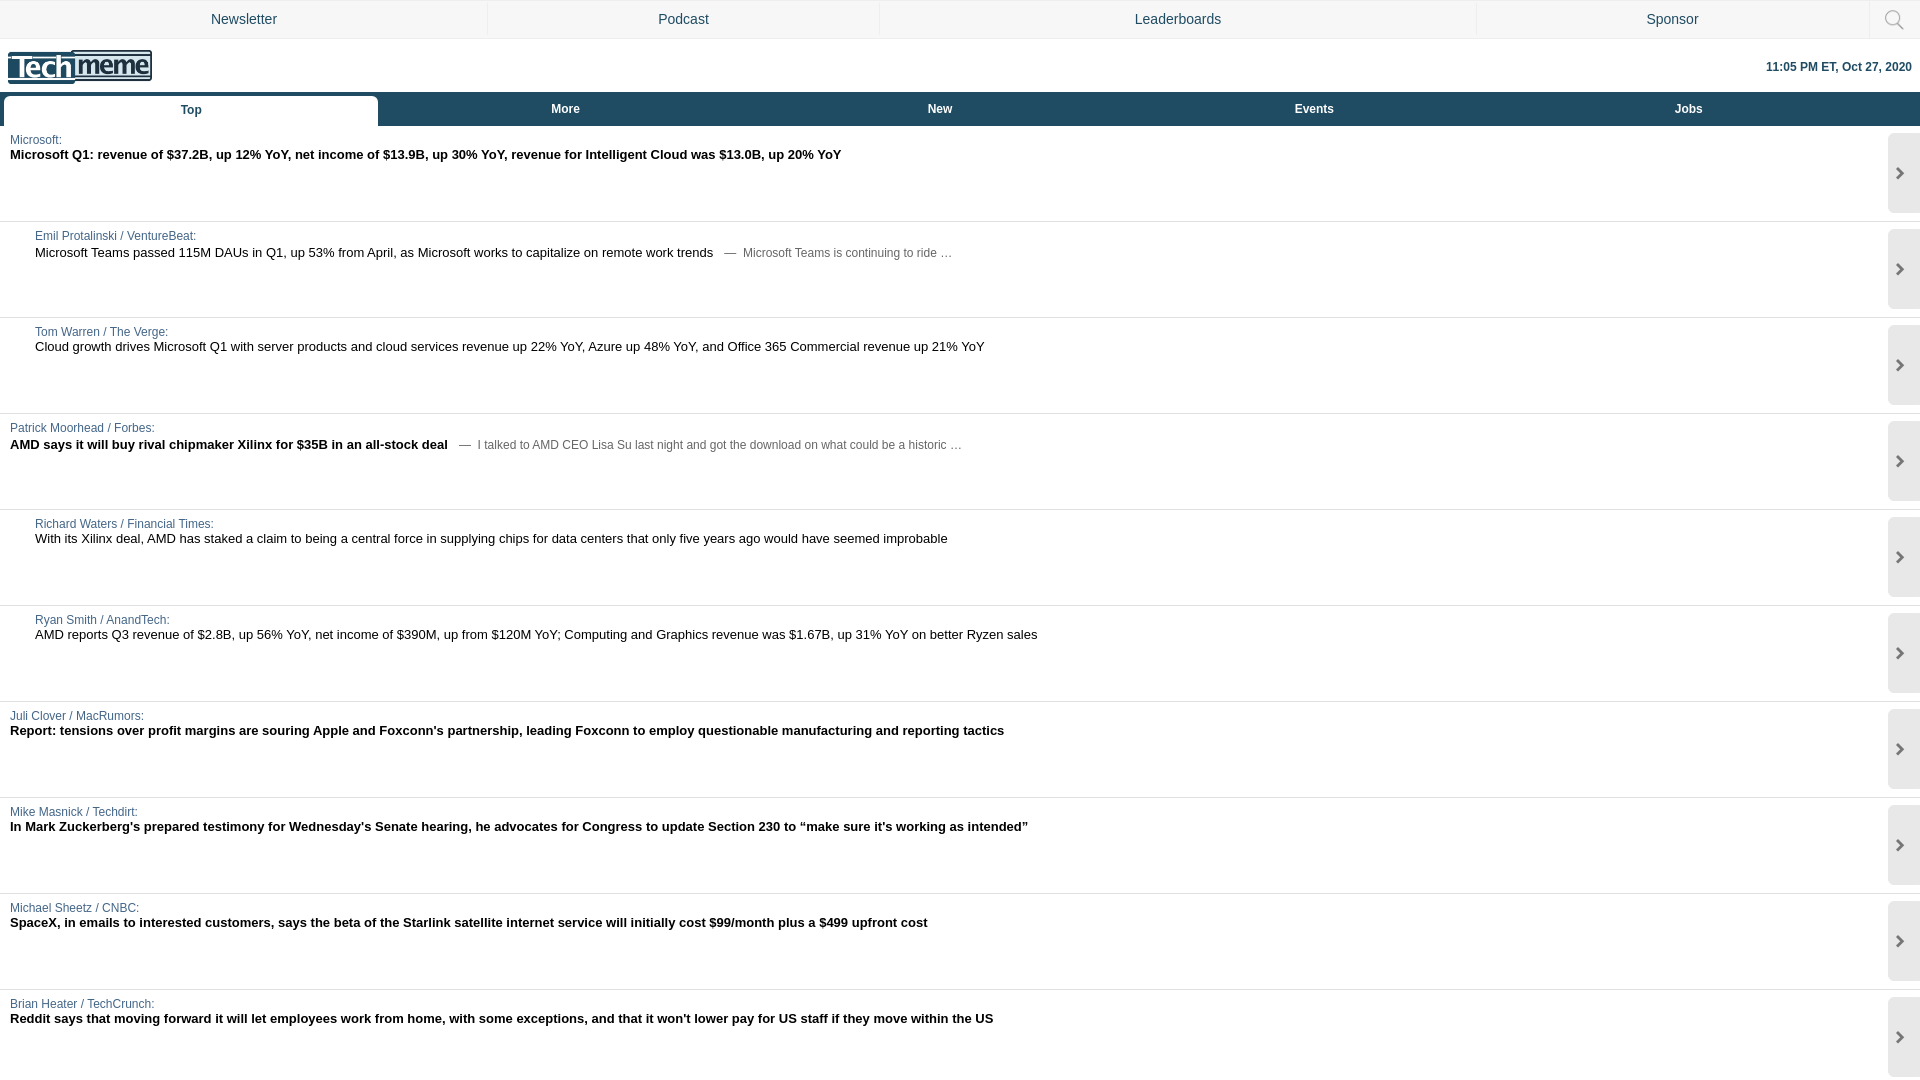 Newsletter
Podcast
Leaderboards
Sponsor
Techmeme
11:05 PM ET, Oct 27, 2020
Top
More
New
Events
Jobs
Microsoft:
Microsoft Q1: revenue of $37.2B, up 12% YoY, net income of $13.9B, up 30% YoY, revenue for Intelligent Cloud was $13.0B, up 20% YoY
Emil Protalinski / VentureBeat:
Microsoft Teams passed 115M DAUs in Q1, up 53% from April, as Microsoft works to capitalize on remote work trends — Microsoft Teams is continuing to ride …
Tom Warren / The Verge:
Cloud growth drives Microsoft Q1 with server products and cloud services revenue up 22% YoY, Azure up 48% YoY, and Office 365 Commercial revenue up 21% YoY
Patrick Moorhead / Forbes:
AMD says it will buy rival chipmaker Xilinx for $35B in an all-stock deal — I talked to AMD CEO Lisa Su last night and got the download on what could be a historic …
Richard Waters / Financial Times:
With its Xilinx deal, AMD has staked a claim to being a central force in supplying chips for data centers that only five years ago would have seemed improbable
Ryan Smith / AnandTech:
AMD reports Q3 revenue of $2.8B, up 56% YoY, net income of $390M, up from $120M YoY; Computing and Graphics revenue was $1.67B, up 31% YoY on better Ryzen sales
Juli Clover / MacRumors:
Report: tensions over profit margins are souring Apple and Foxconn's partnership, leading Foxconn to employ questionable manufacturing and reporting tactics
Mike Masnick / Techdirt:
In Mark Zuckerberg's prepared testimony for Wednesday's Senate hearing, he advocates for Congress to update Section 230 to “make sure it's working as intended”
Michael Sheetz / CNBC:
SpaceX, in emails to interested customers, says the beta of the Starlink satellite internet service will initially cost $99/month plus a $499 upfront cost
Brian Heater / TechCrunch:
Reddit says that moving forward it will let employees work from home, with some exceptions, and that it won't lower pay for US staff if they move within the US